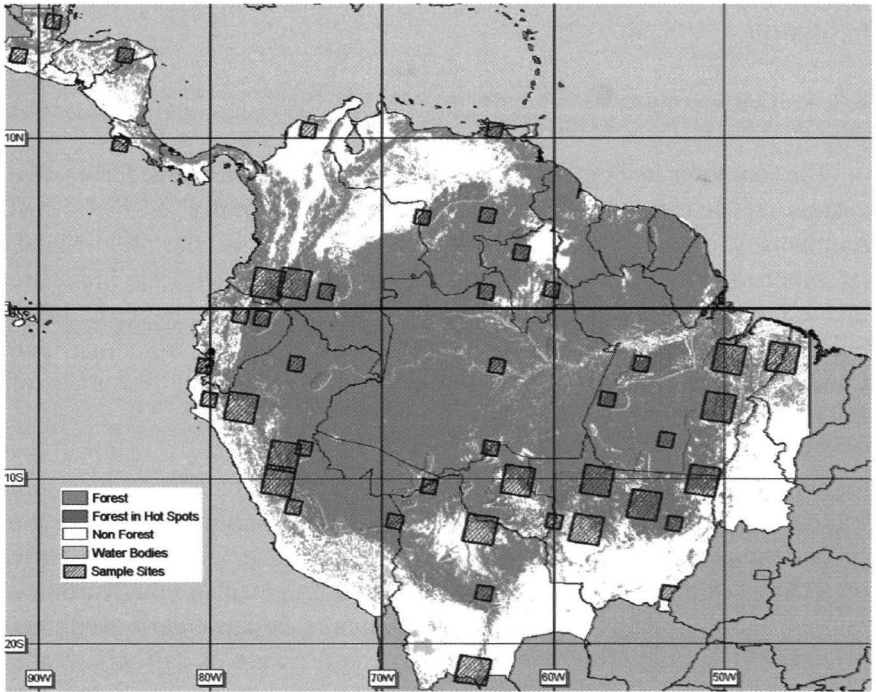 10N
Forest
Forest in Hot Spots
Non Forest
Water Bodies
Sample Sites
10S
20S
90W
80W
70W
60W
50W